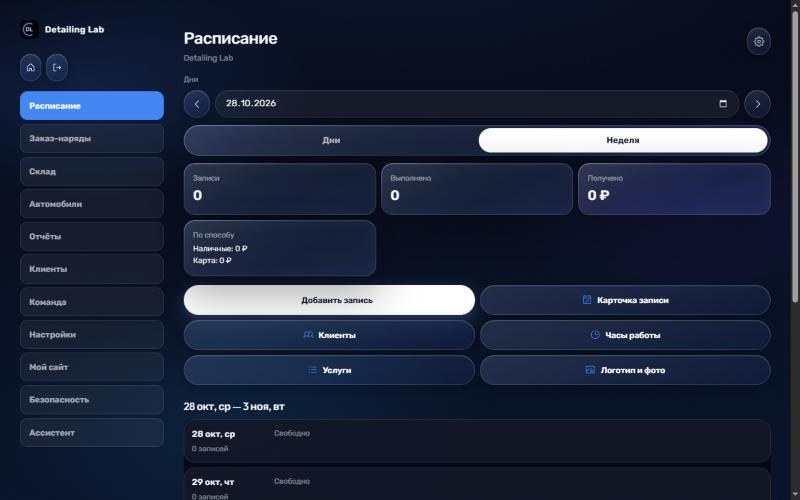 DL
Detailing Lab
Расписание
Заказ-наряды
Склад
Автомобили
Отчёты
Клиенты
Команда
Настройки
Мой сайт
Безопасность
Ассистент
Расписание
Detailing Lab
Дни
28.10.2026
Дни
Неделя
Записи
0
Выполнено
0
Получено
0 ₽
По способу
Наличные: 0 ₽
Карта: 0 ₽
Добавить запись
Карточка записи
Клиенты
Часы работы
Услуги
Логотип и фото
28 окт, ср — 3 ноя, вт
28 окт, ср
Свободно
0 записей
29 окт, чт
Свободно
0 записей